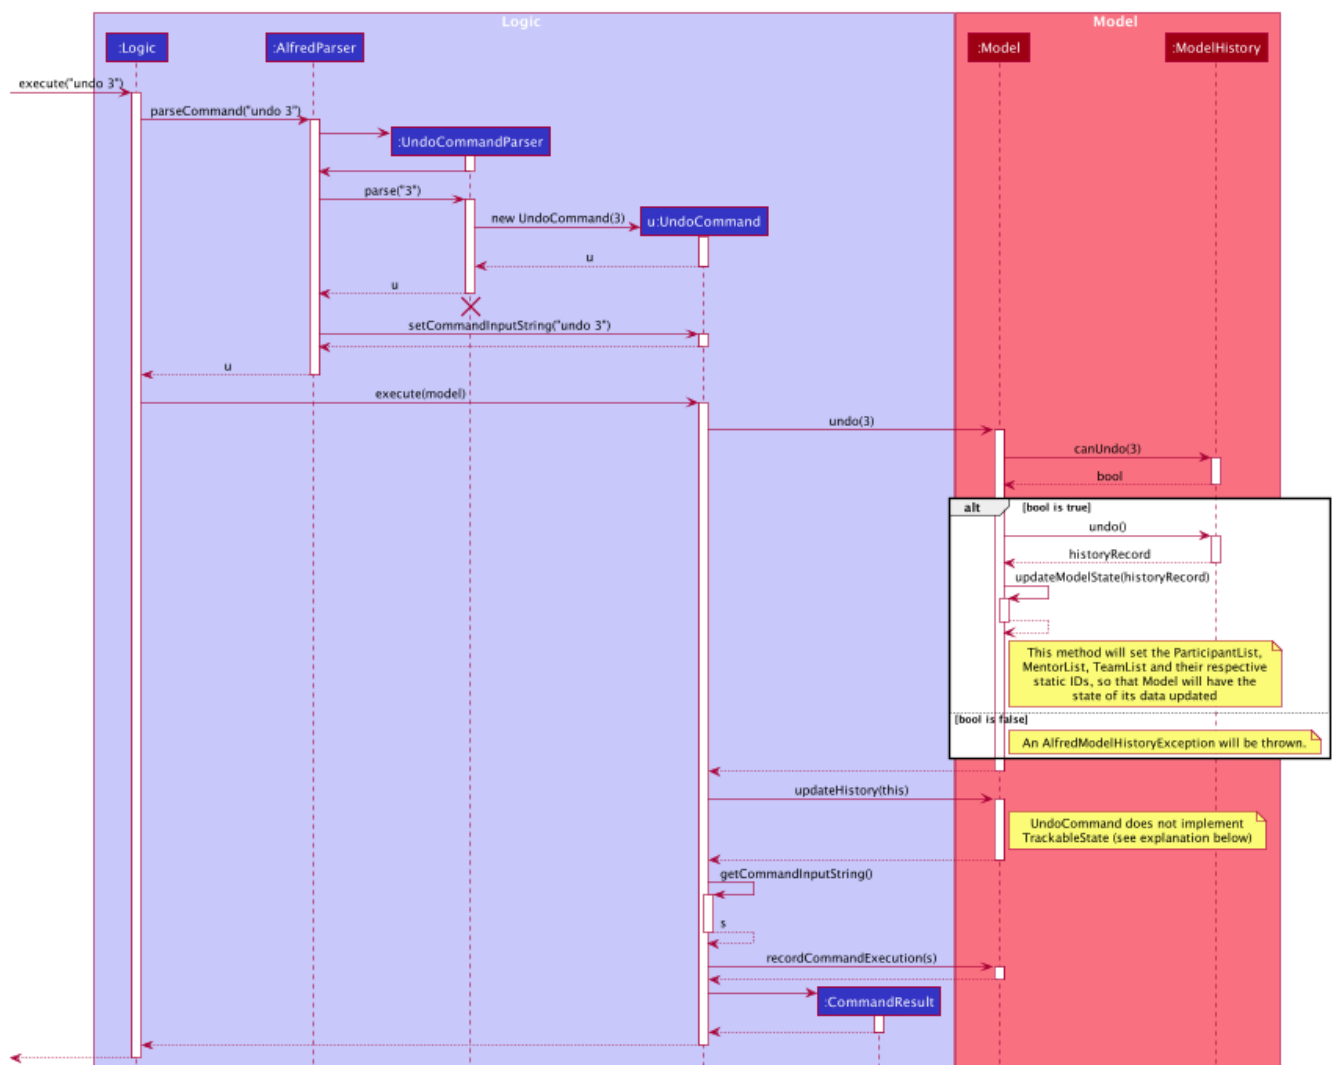 Logic
Model
:Logic
:AlfredParser
:Model
:ModelHistory
execute("undo 3")
parseCommand("undo 3")
:UndoCommandParser
parse("3")
new UndoCommand(3)
u:UndoCommand
u
u
setCommandInputString("undo 3")
u
execute(model)
undo(3)
canUndo(3)
bool
alt
[bool is true]
undo()
historyRecord
updateModelState(historyRecord)
This method will set the ParticipantList,
MentorList, TeamList and their respective
static IDs, so that Model will have the
state of its data updated
[bool is false]
An AlfredModelHistoryException will be thrown.
updateHistory(this)
UndoCommand does not implement
TrackableState (see explanation below)
getCommandInputString()
s
recordCommandExecution(s)
:CommandResult